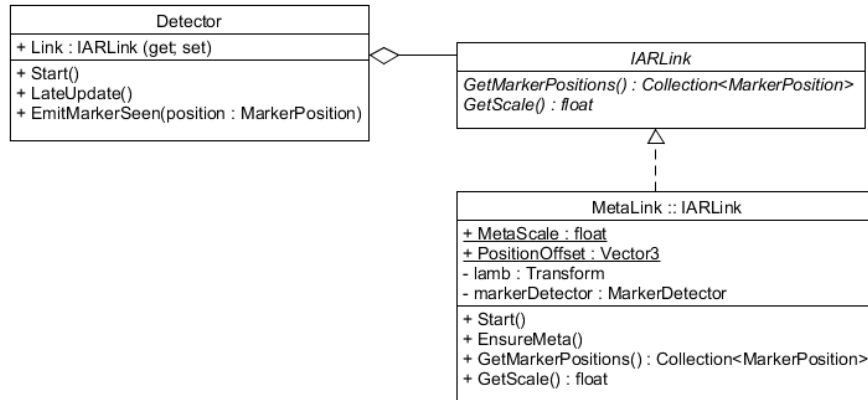 Detector
+ Link : IARLink (get; set)
+ Start()
+ LateUpdate()
+ EmitMarkerSeen(position : MarkerPosition)
IARLink
GetMarkerPositions() : Collection<MarkerPosition>
GetScale() : float
MetaLink :: IARLink
+ MetaScale : float
+ PositionOffset : Vector3
- lamb : Transform
- markerDetector : MarkerDetector
+ Start()
+ EnsureMeta()
+ GetMarkerPositions() : Collection<MarkerPosition>
+ GetScale() : float